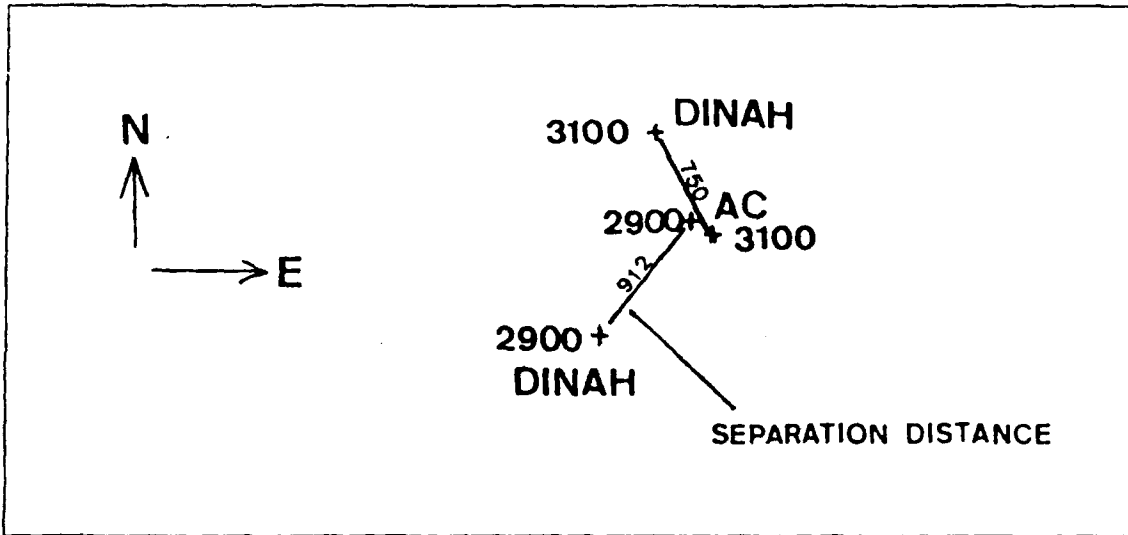 N
E
3100 DINAH
750
2900 AC
3100
912
2900
DINAH
SEPARATION DISTANCE